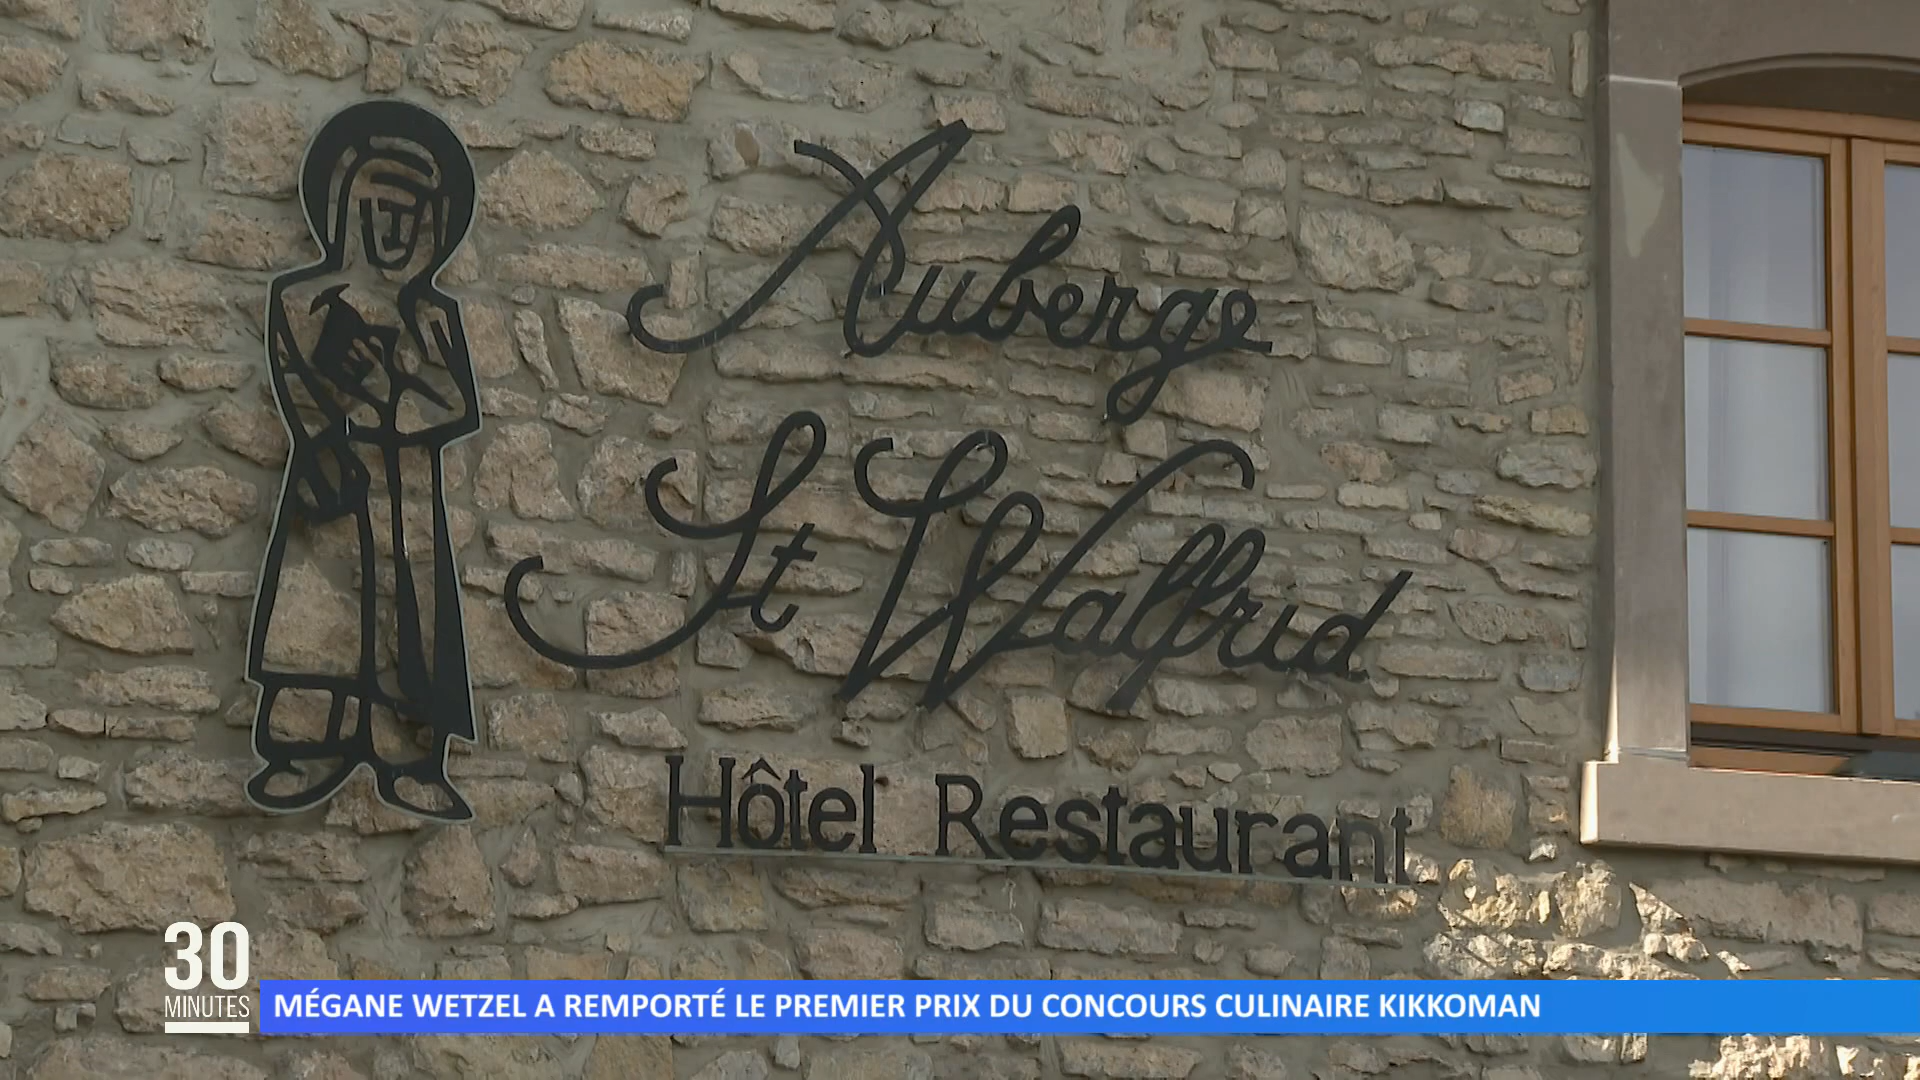 Auberge
St Walfrid
Hôtel Restaurant
30
MINUTES
MÉGANE WETZEL A REMPORTÉ LE PREMIER PRIX DU CONCOURS CULINAIRE KIKKOMAN